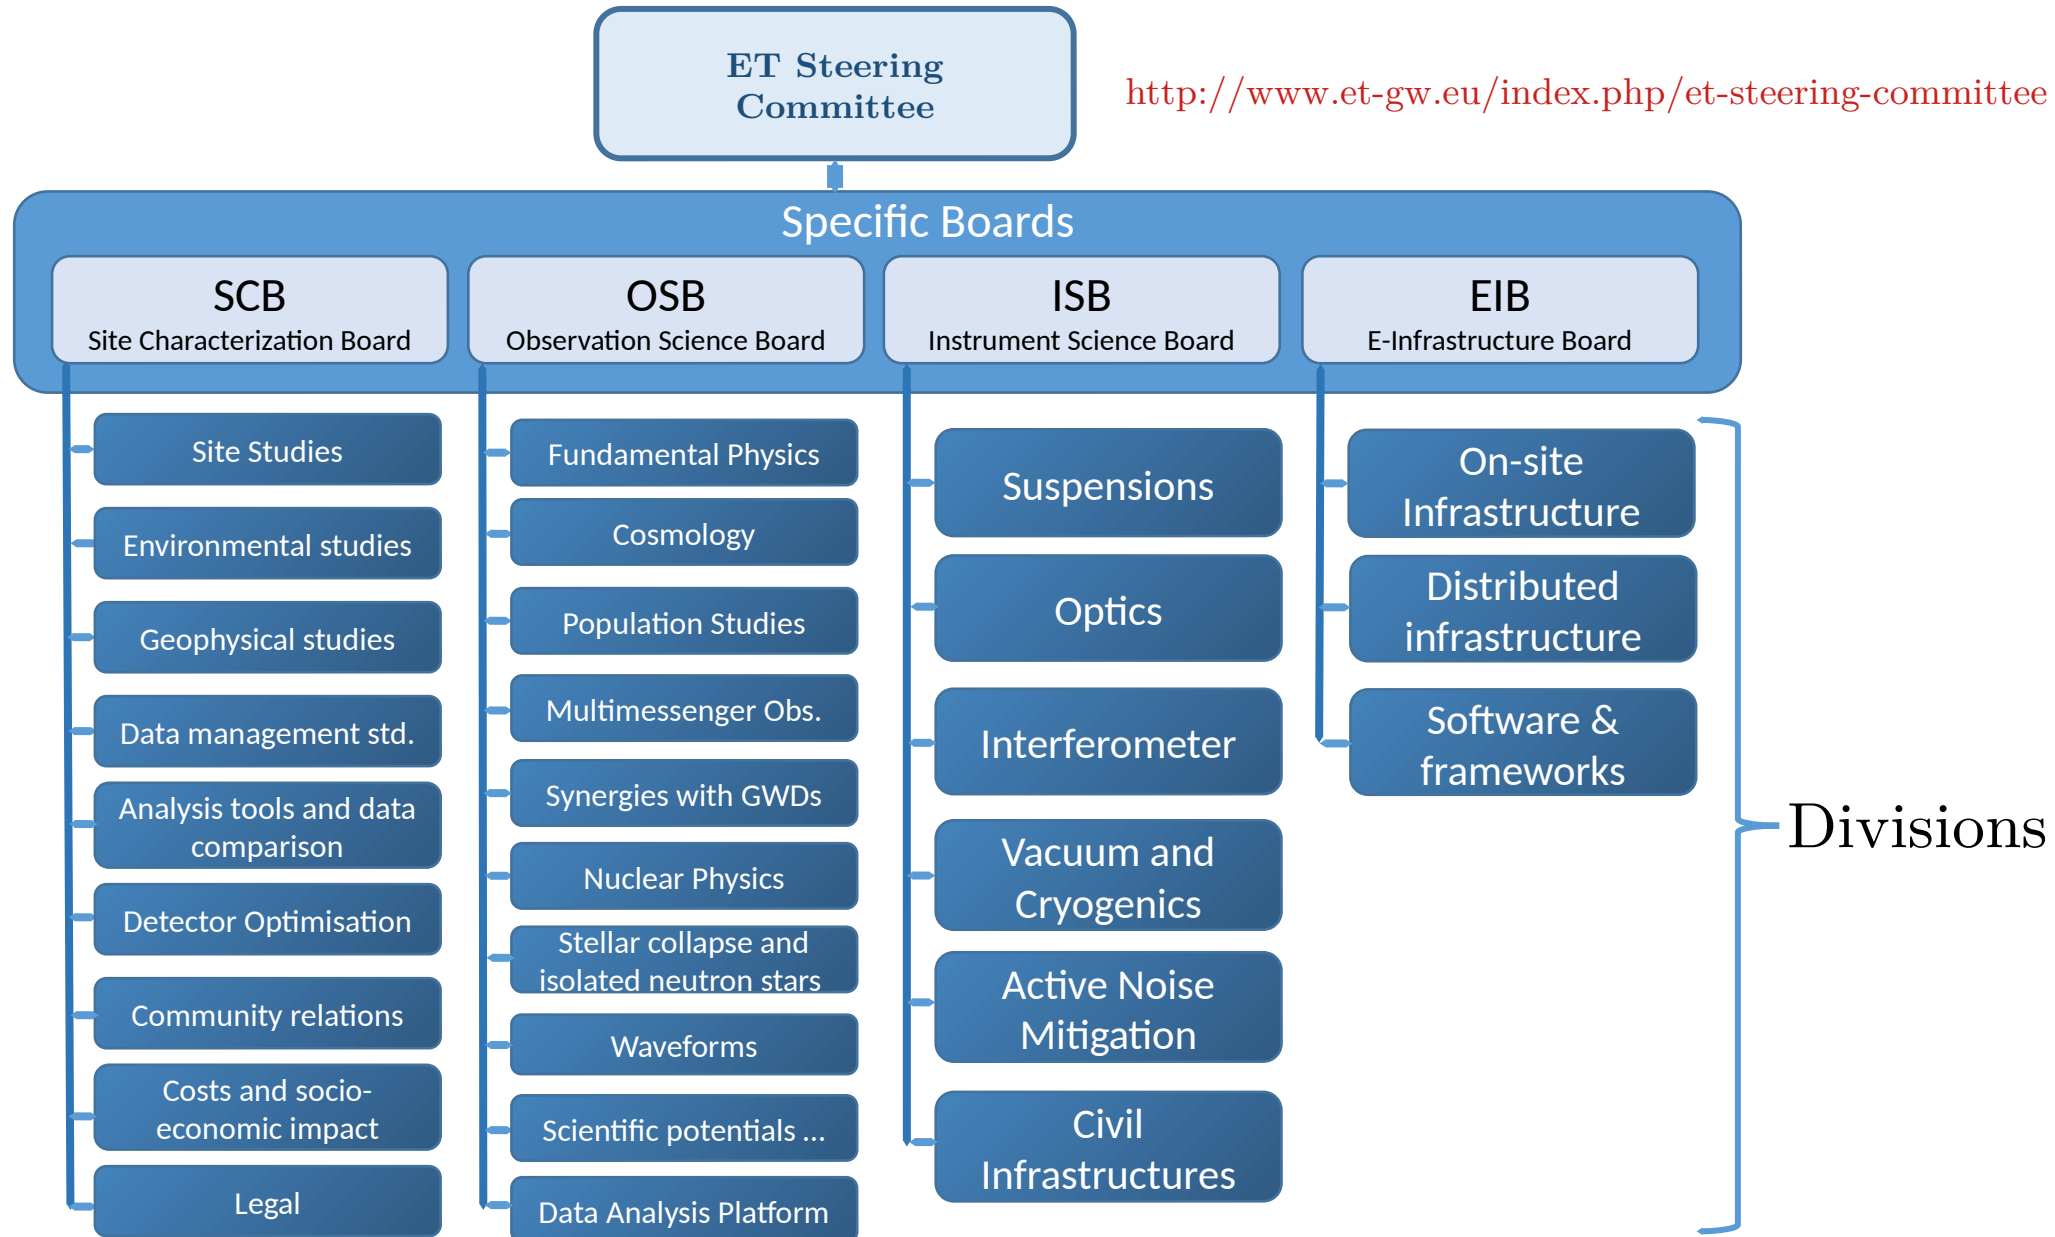 ET Steering
Committee
http://www.et-gw.eu/index.php/et-steering-committee
Specific Boards
SCB
Site Characterization Board
OSB
Observation Science Board
ISB
Instrument Science Board
EIB
E-Infrastructure Board
Site Studies
Environmental studies
Geophysical studies
Data management std.
Analysis tools and data
comparison
Detector Optimisation
Community relations
Costs and socio-
economic impact
Legal
Fundamental Physics
Cosmology
Population Studies
Multimessenger Obs.
Synergies with GWDs
Nuclear Physics
Stellar collapse and
isolated neutron stars
Waveforms
Scientific potentials ...
Data Analysis Platform
Suspensions
Optics
Interferometer
Vacuum and
Cryogenics
Active Noise
Mitigation
Civil
Infrastructures
On-site
Infrastructure
Distributed
infrastructure
Software &
frameworks
Divisions